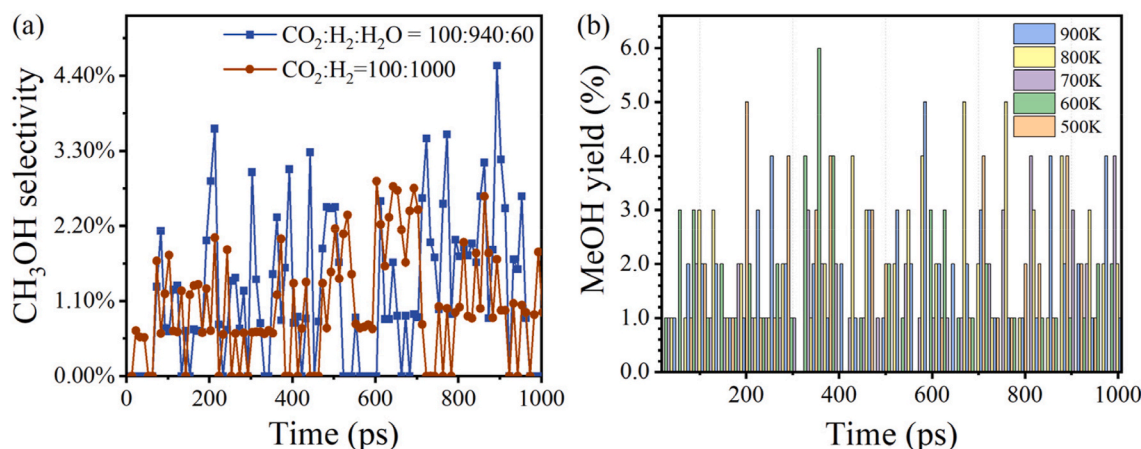 (a)
CO₂:H₂:H₂O = 100:940:60
CO₂:H₂=100:1000
CH₃OH selectivity
4.40%
3.30%
2.20%
1.10%
0.00%
0 200 400 600 800 1000
Time (ps)
(b)
900K
800K
700K
600K
500K
MeOH yield (%)
6.0
5.0
4.0
3.0
2.0
1.0
0.0
200 400 600 800 1000
Time (ps)